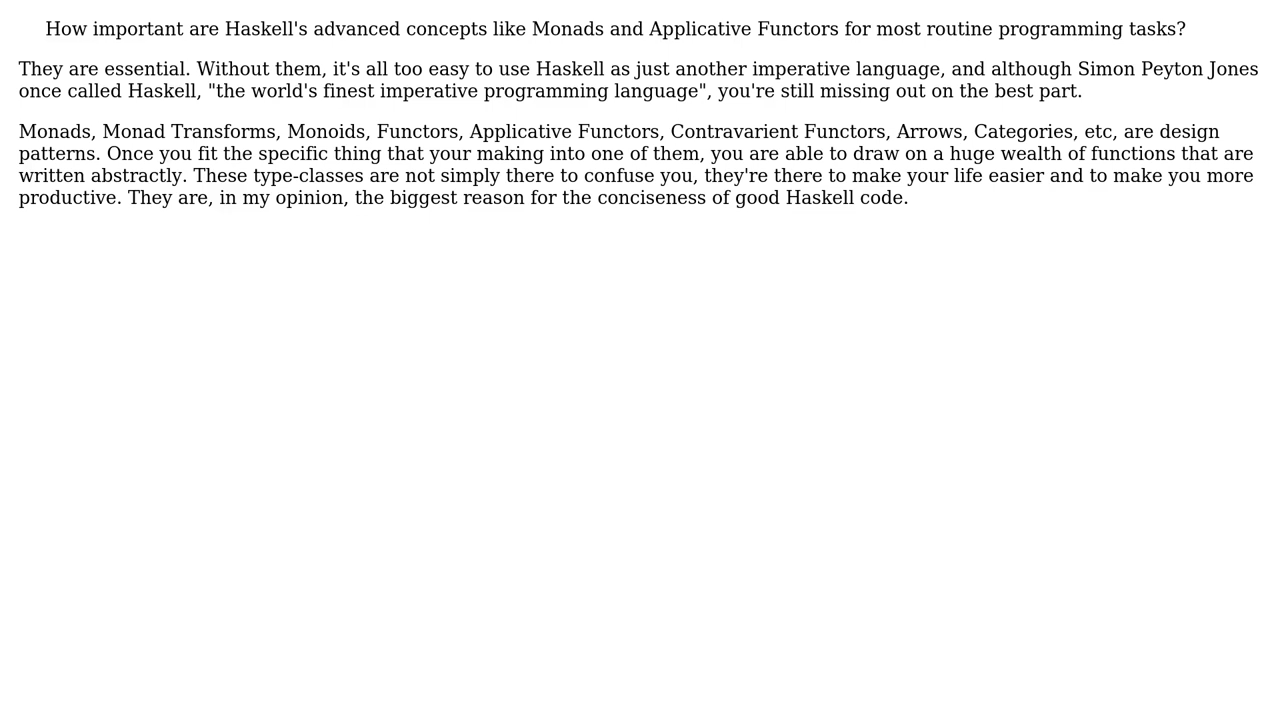 How important are Haskell's advanced concepts like Monads and Applicative Functors for most routine programming tasks?
They are essential. Without them, it's all too easy to use Haskell as just another imperative language, and although Simon Peyton Jones
once called Haskell, "the world's finest imperative programming language", you're still missing out on the best part.
Monads, Monad Transforms, Monoids, Functors, Applicative Functors, Contravarient Functors, Arrows, Categories, etc, are design
patterns. Once you fit the specific thing that your making into one of them, you are able to draw on a huge wealth of functions that are
written abstractly. These type-classes are not simply there to confuse you, they're there to make your life easier and to make you more
productive. They are, in my opinion, the biggest reason for the conciseness of good Haskell code.